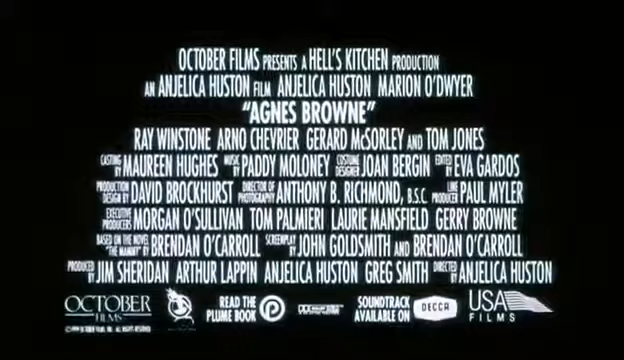 OCTOBER FILMS PRESENTS A HELL'S KITCHEN PRODUCTION
AN ANJELICA HUSTON FILM ANJELICA HUSTON MARION O'DWYER
"AGNES BROWNE"
RAY WINSTONE ARNO CHEVRIER GERARD McSORLEY AND TOM JONES
CASTING BY MAUREEN HUGHES MUSIC BY PADDY MOLONEY COSTUME DESIGNER JOAN BERGIN EDITED BY EVA GARDOS
PRODUCTION DESIGN BY DAVID BROCKHURST DIRECTOR OF PHOTOGRAPHY ANTHONY B. RICHMOND, B.S.C. LINE PRODUCER PAUL MYLER
EXECUTIVE PRODUCERS MORGAN O'SULLIVAN TOM PALMIERI LAURIE MANSFIELD GERRY BROWNE
BASED ON THE NOVEL "THE MAMMY" BY BRENDAN O'CARROLL SCREENPLAY BY JOHN GOLDSMITH AND BRENDAN O'CARROLL
PRODUCED BY JIM SHERIDAN ARTHUR LAPPIN ANJELICA HUSTON GREG SMITH DIRECTED BY ANJELICA HUSTON
OCTOBER FILMS READ THE PLUME BOOK P SOUNDTRACK AVAILABLE ON DECCA USA FILMS